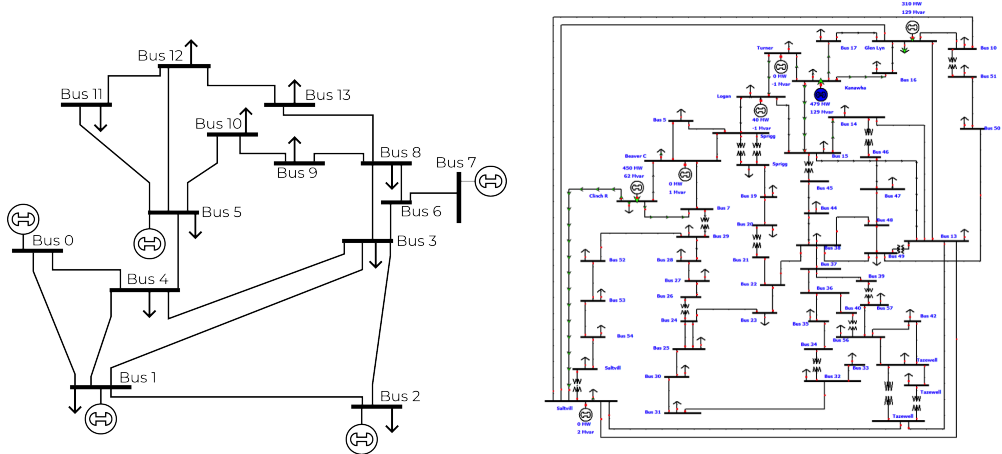 Bus 12
Bus 11
Bus 13
Bus 10
Bus 9
Bus 8
Bus 7
Bus 6
Bus 5
Bus 0
Bus 3
Bus 4
Bus 1
Bus 2
310 MW
129 Mvar
Turner
Bus 17
Glen Lyn
Bus 10
0 MW
-1 Mvar
Bus 16
Bus 51
Kanawha
Logan
479 MW
129 Mvar
40 MW
-1 Mvar
Bus 5
Bus 14
Bus 50
Sprigg
Bus 46
Beaver C
Bus 15
Sprigg
450 MW
62 Mvar
0 MW
1 Mvar
Bus 45
Bus 47
Clinch R
Bus 19
Bus 7
Bus 44
Bus 48
Bus 20
Bus 29
Bus 13
Bus 38
Bus 49
Bus 52
Bus 28
Bus 21
Bus 37
Bus 27
Bus 39
Bus 22
Bus 36
Bus 53
Bus 26
Bus 57
Bus 40
Bus 24
Bus 23
Bus 35
Bus 42
Bus 54
Bus 56
Bus 25
Bus 34
Tazewell
Saltvill
Bus 33
Bus 30
Bus 32
Tazewell
Saltvill
Bus 31
Tazewell
0 MW
2 Mvar